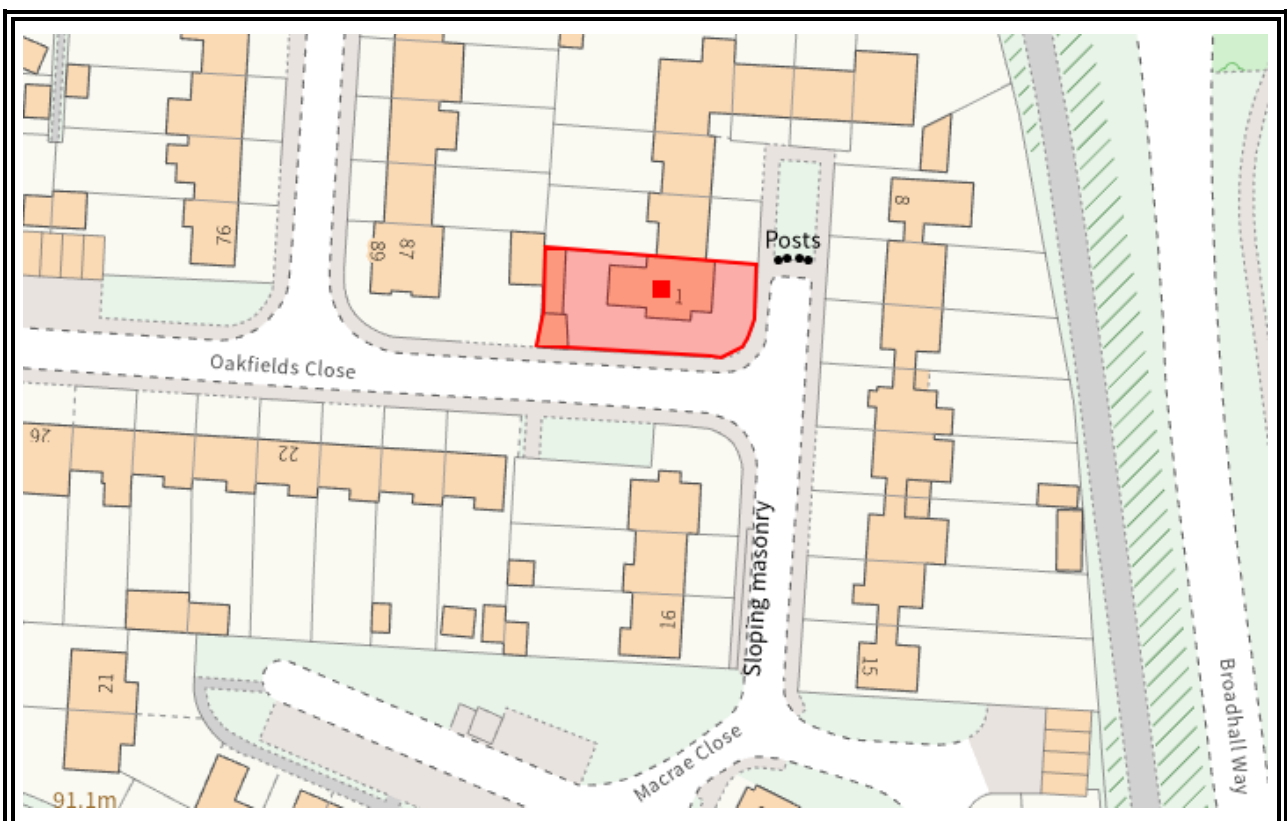 8
76
89
87
Posts
1
Oakfields Close
26
22
Sloping masonry
16
15
21
Broadhall Way
Macrae Close
91.1m